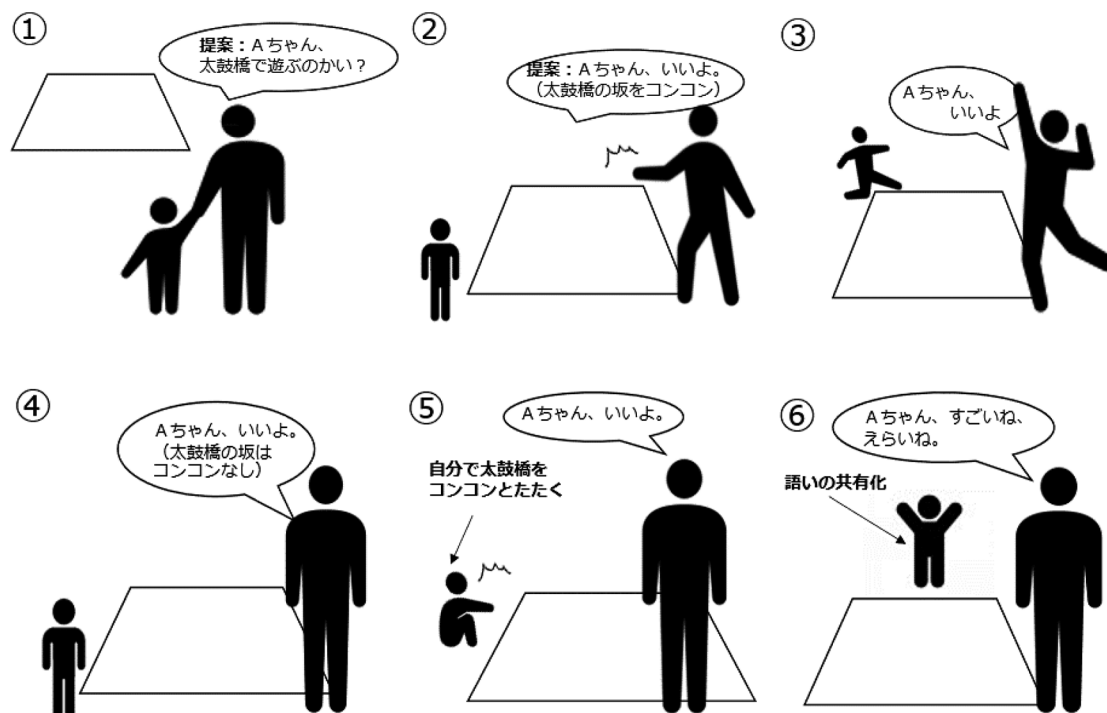 ①
提案：Aちゃん、
太鼓橋で遊ぶのかい？
②
提案：Aちゃん、いいよ。
（太鼓橋の坂をコンコン）
③
Aちゃん、
いいよ
④
Aちゃん、いいよ。
（太鼓橋の坂は
コンコンなし）
⑤
Aちゃん、いいよ。
自分で太鼓橋を
コンコンとたたく
⑥
Aちゃん、すごいね、
えらいね。
語いの共有化